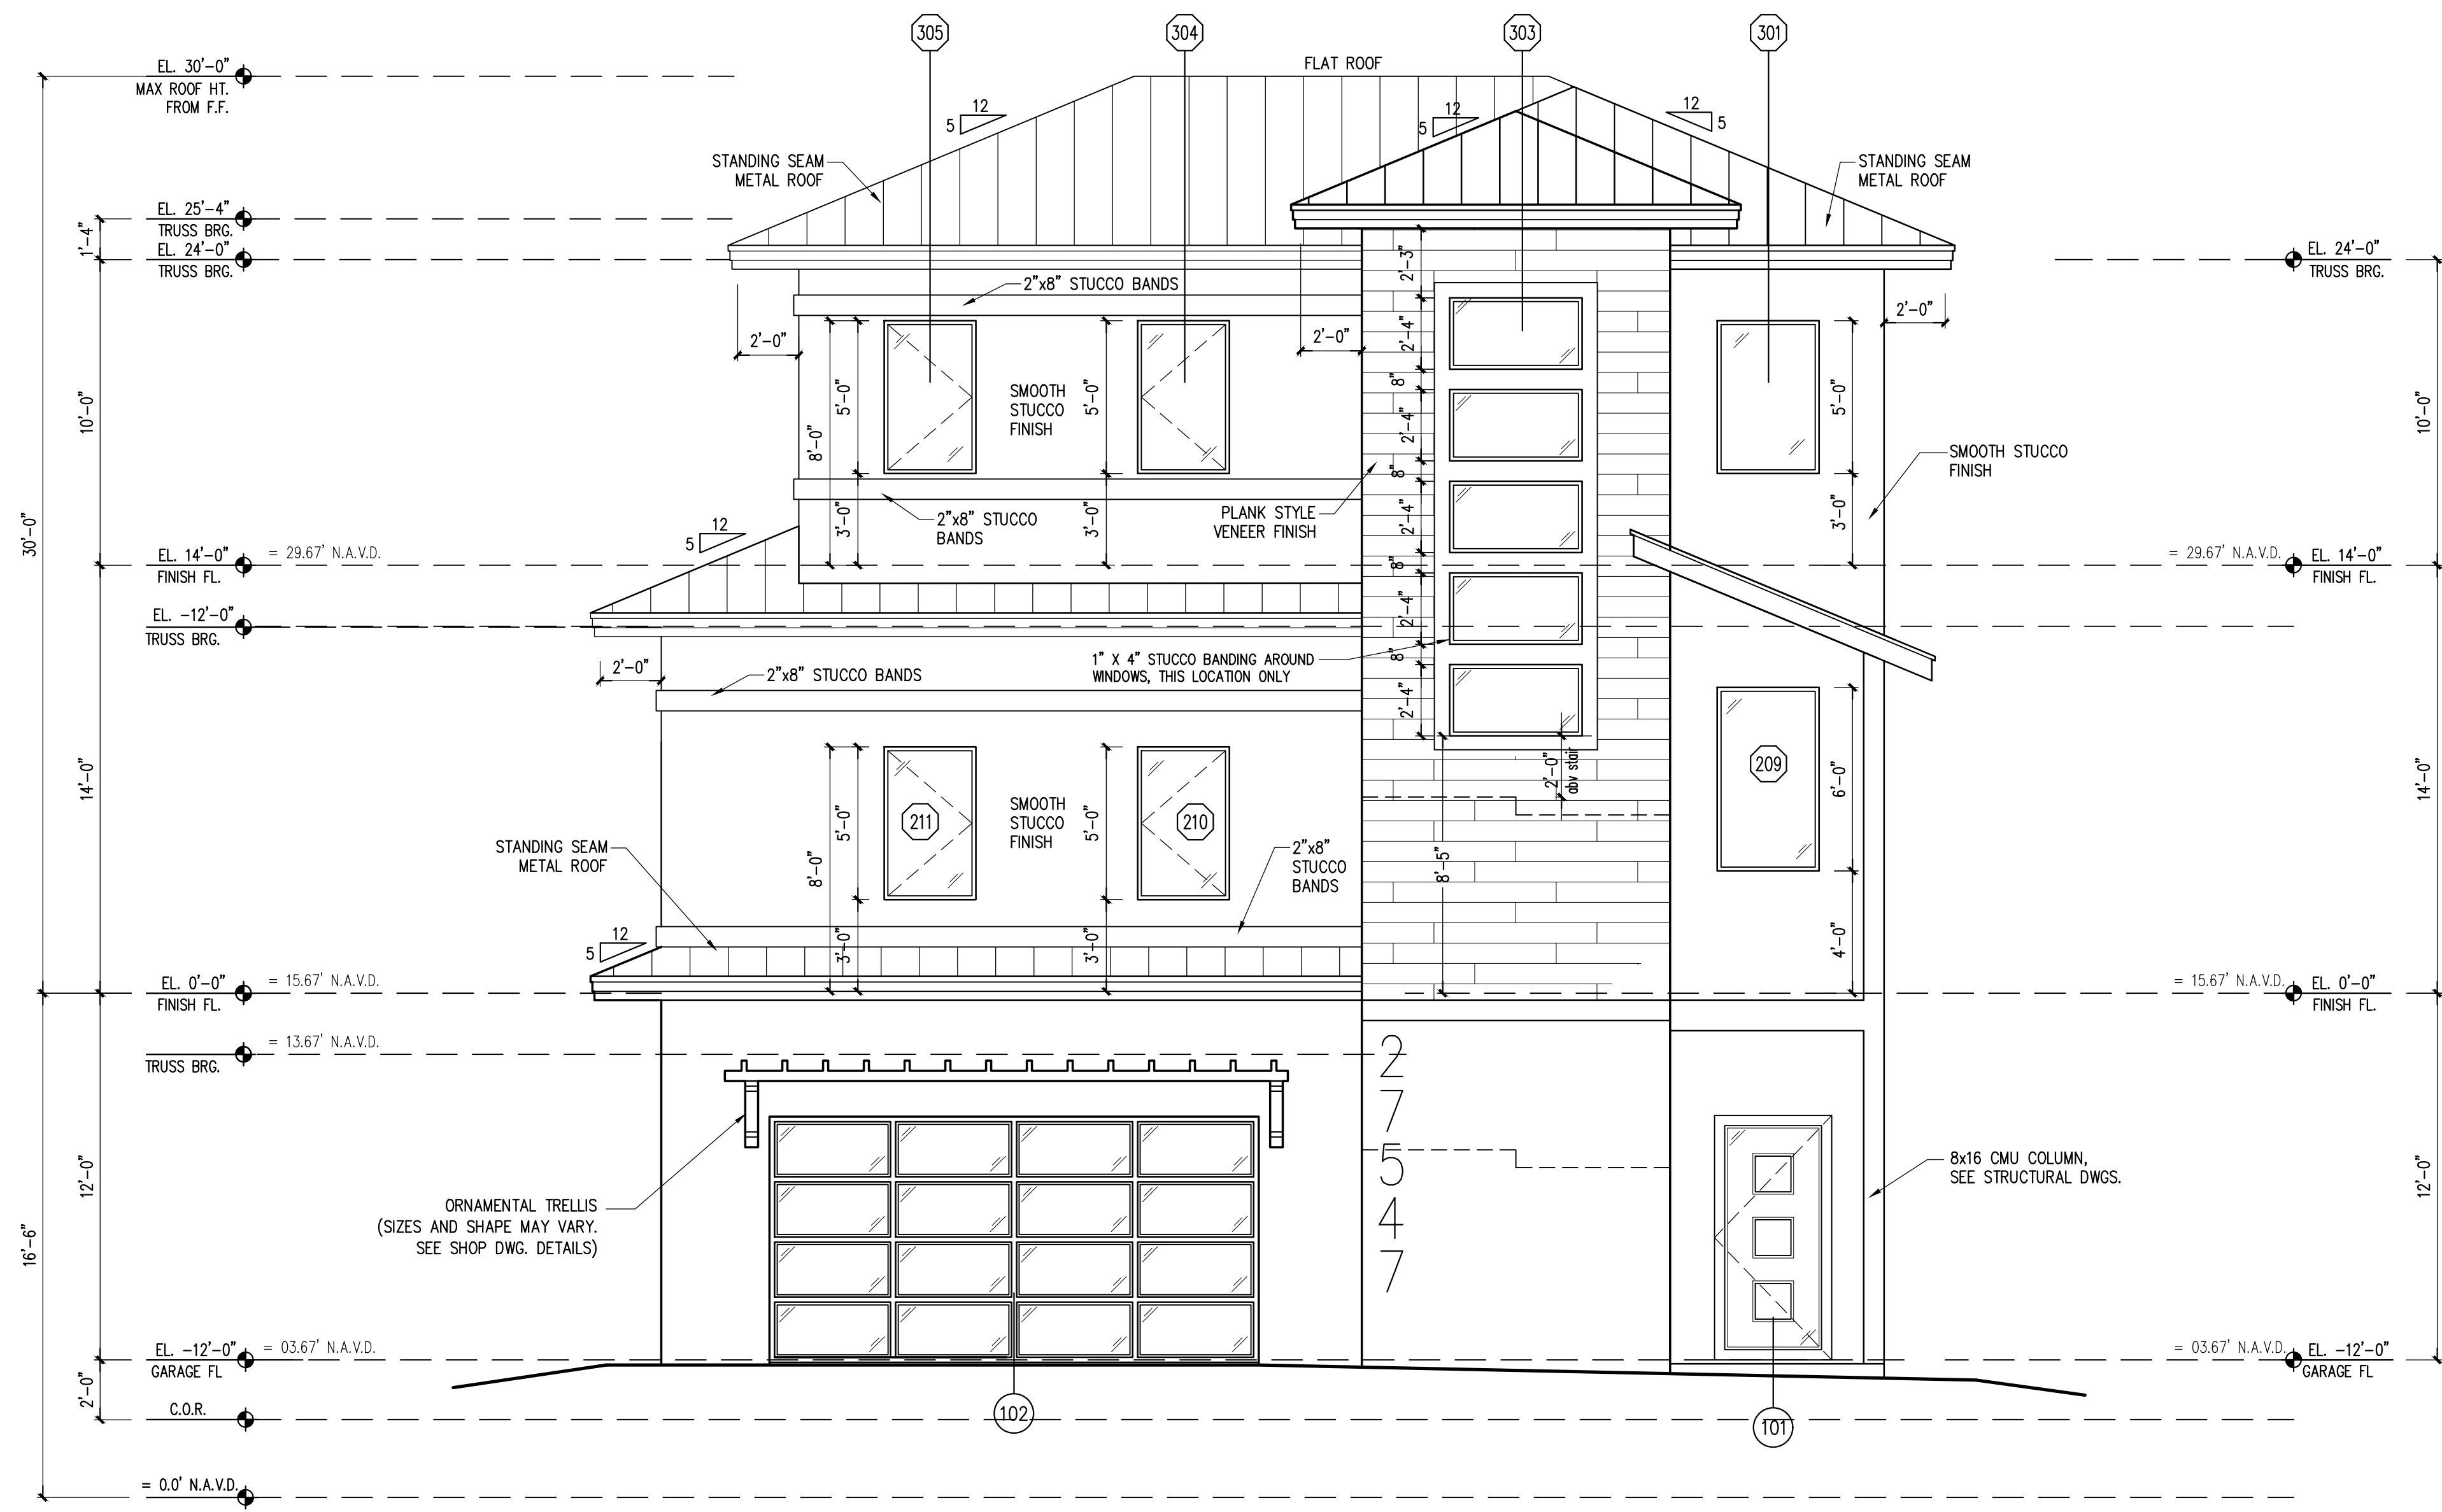 305
304
303
301
FLAT ROOF
EL. 30'-0"
MAX ROOF HT.
FROM F.F.
12
5
12
5
12
5
STANDING SEAM
METAL ROOF
STANDING SEAM
METAL ROOF
EL. 25'-4"
TRUSS BRG.
1'-4"
EL. 24'-0"
TRUSS BRG.
EL. 24'-0"
TRUSS BRG.
2"x8" STUCCO BANDS
2'-3"
2'-0"
2'-0"
2'-0"
2'-4"
8"
2'-4"
8"
2'-4"
8"
2'-4"
8"
2'-4"
10'-0"
8'-0"
5'-0"
SMOOTH
STUCCO
FINISH
5'-0"
5'-0"
10'-0"
SMOOTH STUCCO
FINISH
PLANK STYLE
VENEER FINISH
2"x8" STUCCO
BANDS
3'-0"
3'-0"
3'-0"
30'-0"
12
5
EL. 14'-0"
FINISH FL.
= 29.67' N.A.V.D.
= 29.67' N.A.V.D.
EL. 14'-0"
FINISH FL.
EL. -12'-0"
TRUSS BRG.
2'-0"
2"x8" STUCCO BANDS
1" X 4" STUCCO BANDING AROUND
WINDOWS, THIS LOCATION ONLY
14'-0"
8'-0"
5'-0"
211
SMOOTH
STUCCO
FINISH
5'-0"
210
2'-0"
abv stair
209
6'-0"
14'-0"
STANDING SEAM
METAL ROOF
2"x8"
STUCCO
BANDS
8'-5"
12
5
3'-0"
3'-0"
4'-0"
EL. 0'-0"
FINISH FL.
= 15.67' N.A.V.D.
= 15.67' N.A.V.D.
EL. 0'-0"
FINISH FL.
= 13.67' N.A.V.D.
TRUSS BRG.
2
7
5
4
7
12'-0"
16'-6"
ORNAMENTAL TRELLIS
(SIZES AND SHAPE MAY VARY.
SEE SHOP DWG. DETAILS)
8x16 CMU COLUMN,
SEE STRUCTURAL DWGS.
12'-0"
EL. -12'-0"
GARAGE FL
= 03.67' N.A.V.D.
= 03.67' N.A.V.D.
EL. -12'-0"
GARAGE FL
2'-0"
C.O.R.
102
101
= 0.0' N.A.V.D.